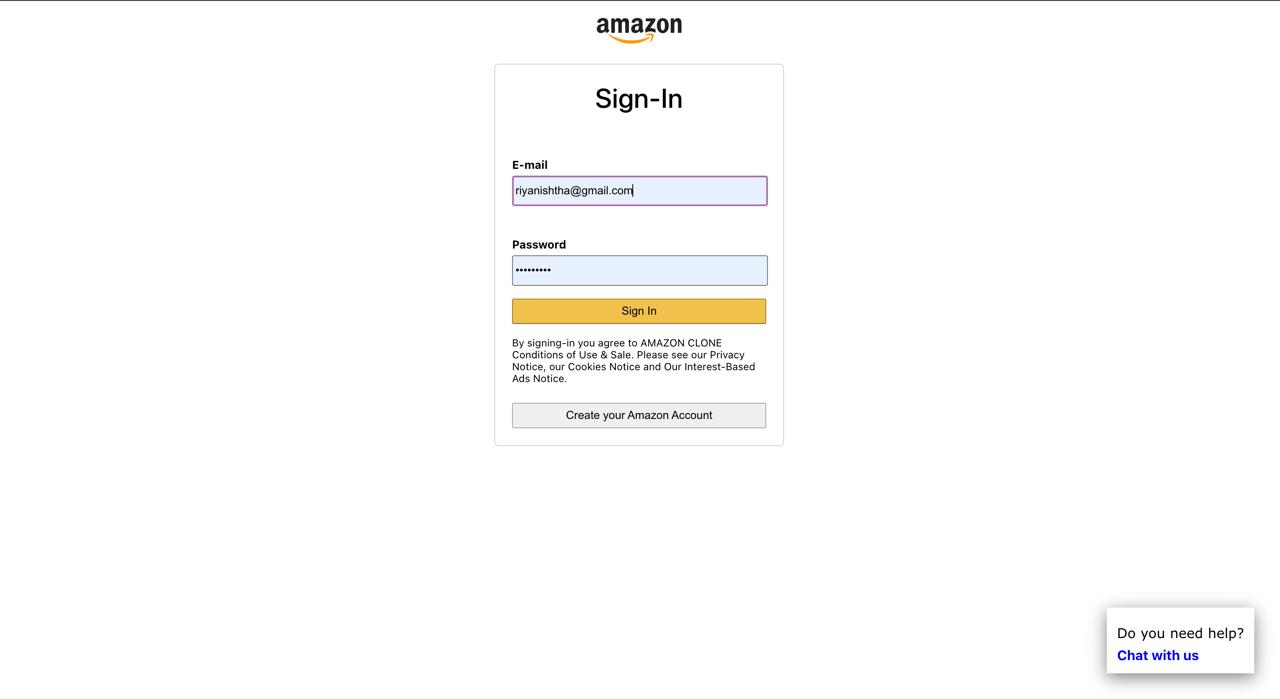 amazon
Sign-In
E-mail
riyanishtha@gmail.com
Password
•••••••••
Sign In
By signing-in you agree to AMAZON CLONE
Conditions of Use & Sale. Please see our Privacy
Notice, our Cookies Notice and Our Interest-Based
Ads Notice.
Create your Amazon Account
Do you need help?
Chat with us